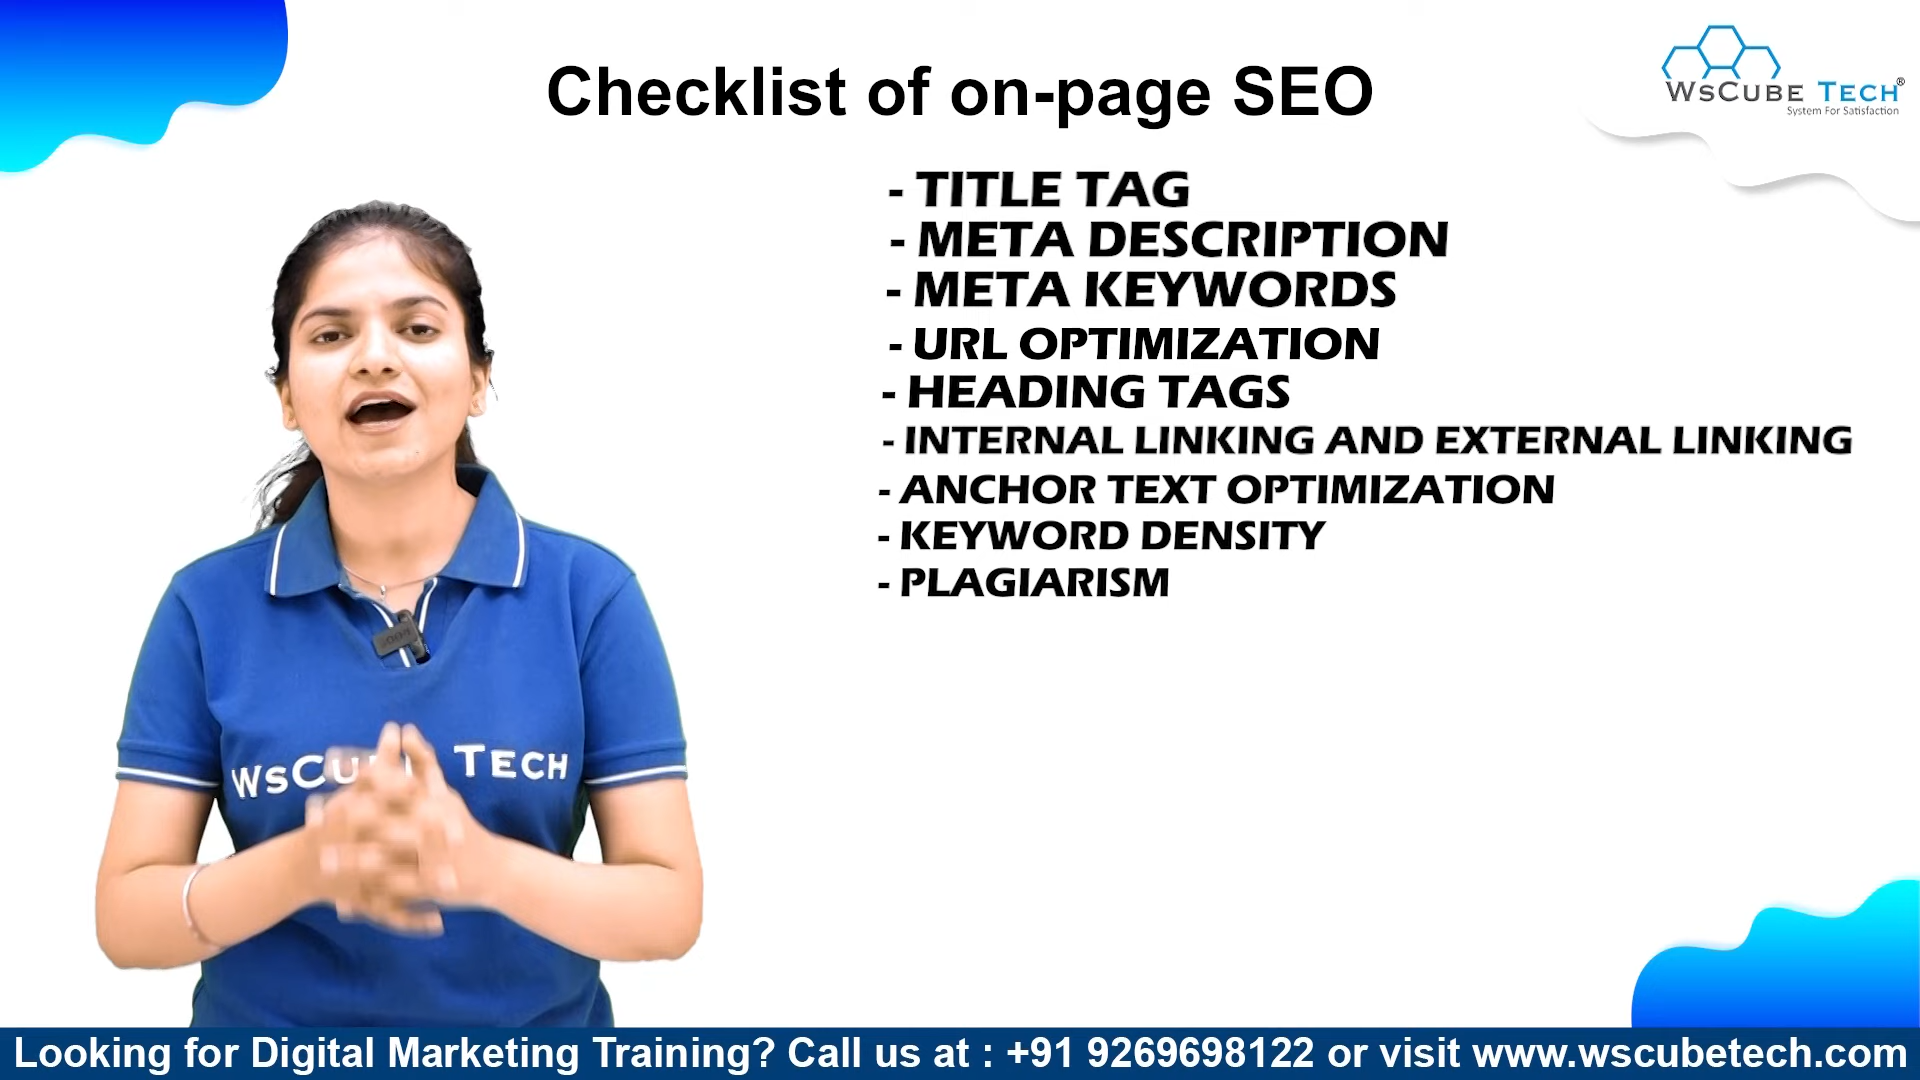 Checklist of on-page SEO
WsCube Tech®
System For Satisfaction
- TITLE TAG
- META DESCRIPTION
- META KEYWORDS
- URL OPTIMIZATION
- HEADING TAGS
- INTERNAL LINKING AND EXTERNAL LINKING
- ANCHOR TEXT OPTIMIZATION
- KEYWORD DENSITY
- PLAGIARISM
WsCu Tech
Looking for Digital Marketing Training? Call us at : +91 9269698122 or visit www.wscubetech.com